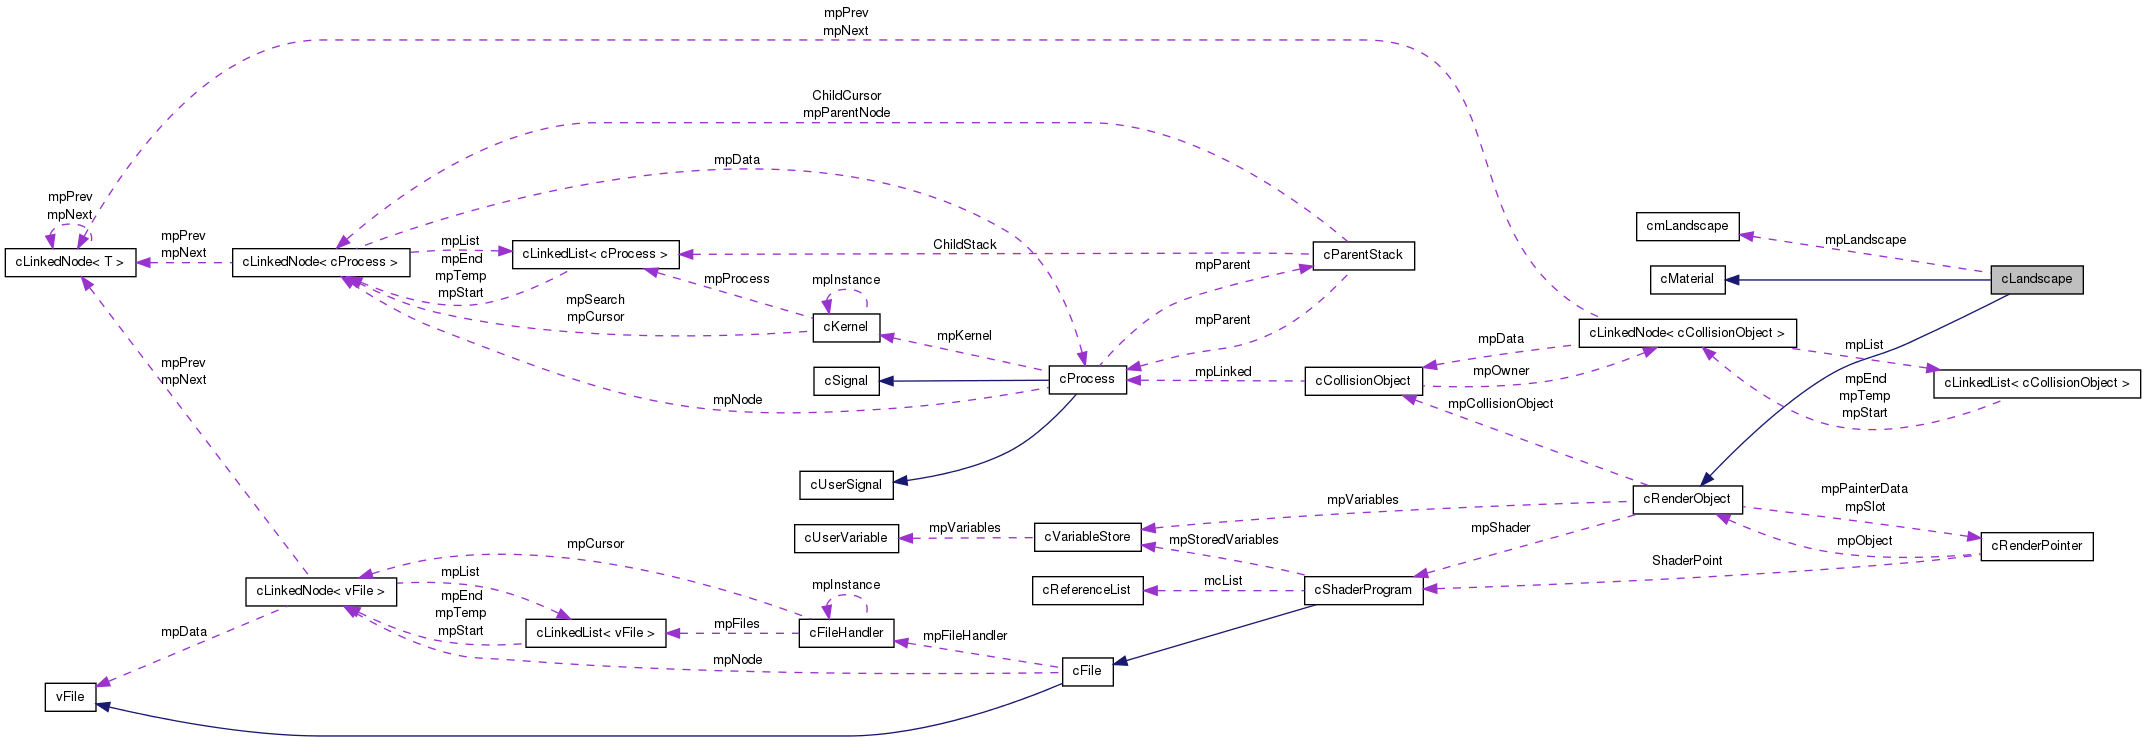 mpPrev
mpNext
ChildCursor
mpParentNode
mpData
mpPrev
mpNext
cLinkedNode< T >
mpPrev
mpNext
cLinkedNode< cProcess >
mpList
mpEnd
mpTemp
mpStart
cLinkedList< cProcess >
ChildStack
mpProcess
mpInstance
mpSearch
mpCursor
cKernel
mpKernel
mpParent
mpParent
cParentStack
cSignal
cProcess
mpNode
mpLinked
cCollisionObject
mpData
mpOwner
mpCollisionObject
cmLandscape
mpLandscape
cMaterial
cLandscape
cLinkedNode< cCollisionObject >
mpList
mpEnd
mpTemp
mpStart
cLinkedList< cCollisionObject >
mpPrev
mpNext
cUserSignal
cRenderObject
mpPainterData
mpSlot
mpObject
cRenderPointer
ShaderPoint
mpVariables
mpShader
cUserVariable
mpVariables
cVariableStore
mpStoredVariables
cReferenceList
mcList
cShaderProgram
mpCursor
cLinkedNode< vFile >
mpList
mpEnd
mpTemp
mpStart
cLinkedList< vFile >
mpFiles
mpInstance
cFileHandler
mpFileHandler
mpData
mpNode
cFile
vFile